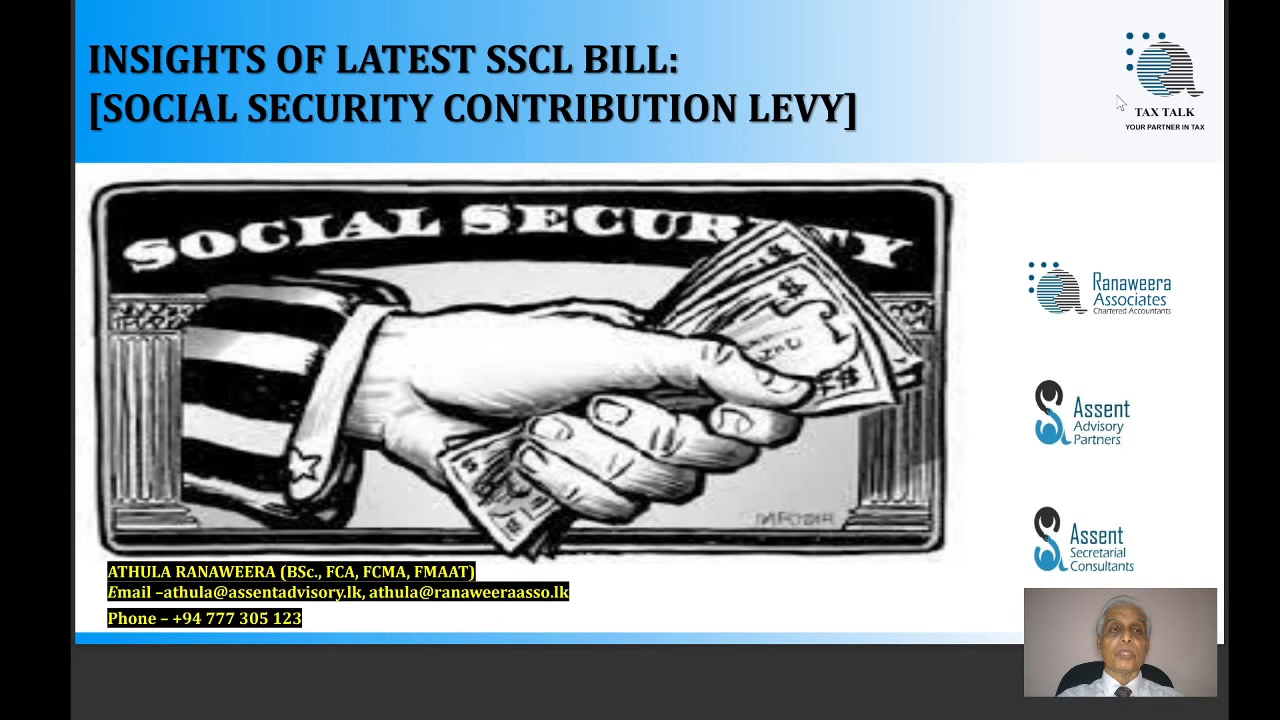 INSIGHTS OF LATEST SSCL BILL:
[SOCIAL SECURITY CONTRIBUTION LEVY]
TAX TALK
YOUR PARTNER IN TAX
SOCIAL SECURITY
Ranaweera
Associates
Chartered Accountants
Assent
Advisory
Partners
Assent
Secretarial
Consultants
ATHULA RANAWEERA (BSc., FCA, FCMA, FMAAT)
Email –athula@assentadvisory.lk, athula@ranaweeraasso.lk
Phone – +94 777 305 123